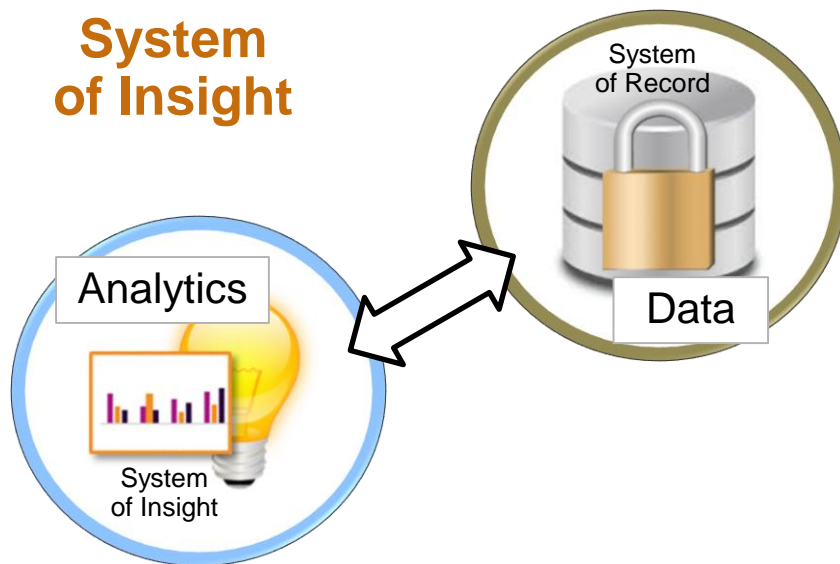 System
of Insight
System
of Record
Analytics
Data
System
of Insight